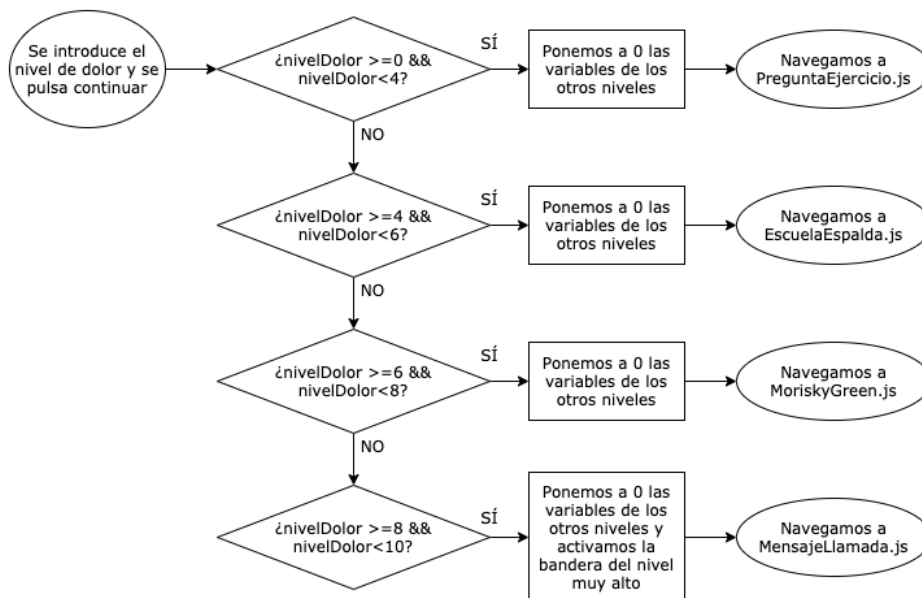 Se introduce el
nivel de dolor y se
pulsa continuar
¿nivelDolor >=0 &&
nivelDolor<4?
SÍ
Ponemos a 0 las
variables de los
otros niveles
Navegamos a
PreguntaEjercicio.js
NO
¿nivelDolor >=4 &&
nivelDolor<6?
SÍ
Ponemos a 0 las
variables de los
otros niveles
Navegamos a
EscuelaEspalda.js
NO
¿nivelDolor >=6 &&
nivelDolor<8?
SÍ
Ponemos a 0 las
variables de los
otros niveles
Navegamos a
MoriskyGreen.js
NO
¿nivelDolor >=8 &&
nivelDolor<10?
SÍ
Ponemos a 0 las
variables de los
otros niveles y
activamos la
bandera del nivel
muy alto
Navegamos a
MensajeLlamada.js